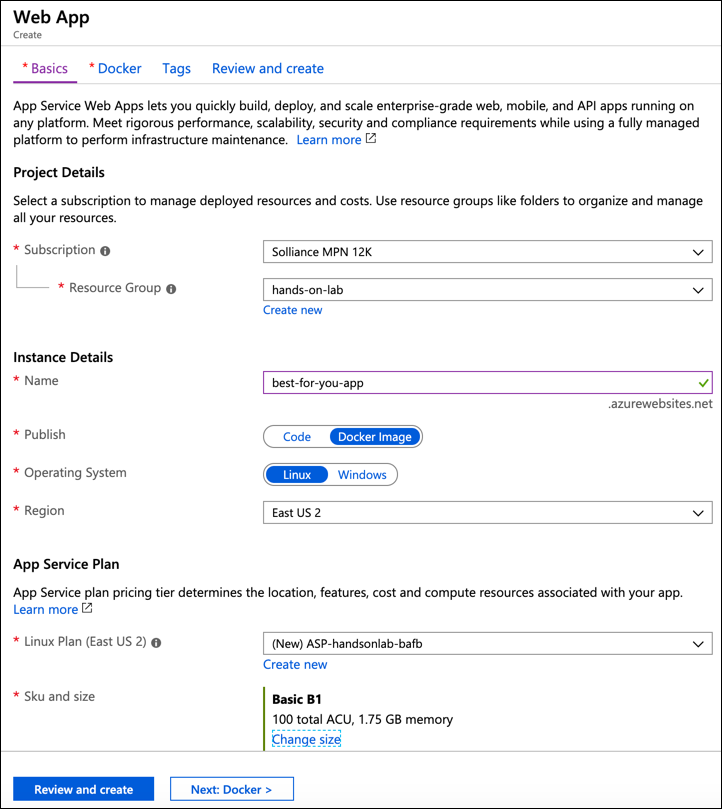 Web App
Create
* Basics * Docker Tags Review and create
App Service Web Apps lets you quickly build, deploy, and scale enterprise-grade web, mobile, and API apps running on
any platform. Meet rigorous performance, scalability, security and compliance requirements while using a fully managed
platform to perform infrastructure maintenance. Learn more
Project Details
Select a subscription to manage deployed resources and costs. Use resource groups like folders to organize and manage
all your resources.
* Subscription Solliance MPN 12K
* Resource Group hands-on-lab
Create new
Instance Details
* Name best-for-you-app
.azurewebsites.net
* Publish Code Docker Image
* Operating System Linux Windows
* Region East US 2
App Service Plan
App Service plan pricing tier determines the location, features, cost and compute resources associated with your app.
Learn more
* Linux Plan (East US 2) (New) ASP-handsonlab-bafb
Create new
* Sku and size Basic B1
100 total ACU, 1.75 GB memory
Change size
Review and create Next: Docker >